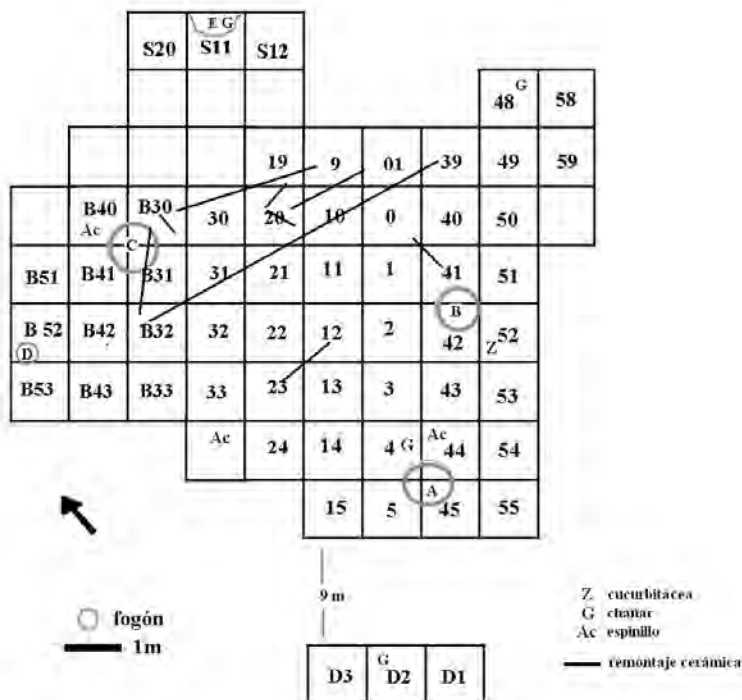 E G
S20 S11 S12
G
48 58
19 9 01 39 49 59
B40 B30 30 20 10 0 40 50
Ac
C
B51 B41 B31 31 21 11 1 41 51
B
B 52 B42 B32 32 22 12 2 42 52
D Z
B53 B43 B33 33 23 13 3 43 53
Ac 24 14 4 G Ac 44 54
A
15 5 45 55
9 m
fogón
1m
Z cucurbitácea
G chañar
Ac espinillo
remontaje cerámica
G
D3 D2 D1